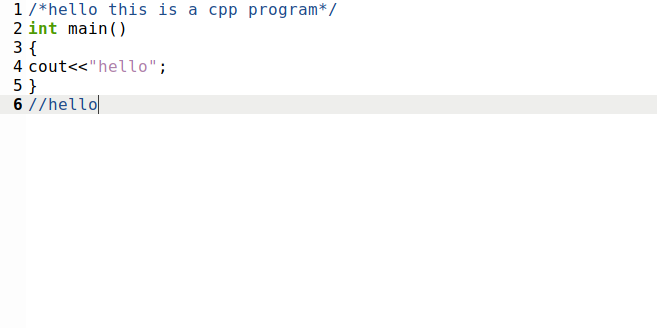 1 /*hello this is a cpp program*/
2 int main()
3 {
4 cout<<"hello";
5 }
6 //hello